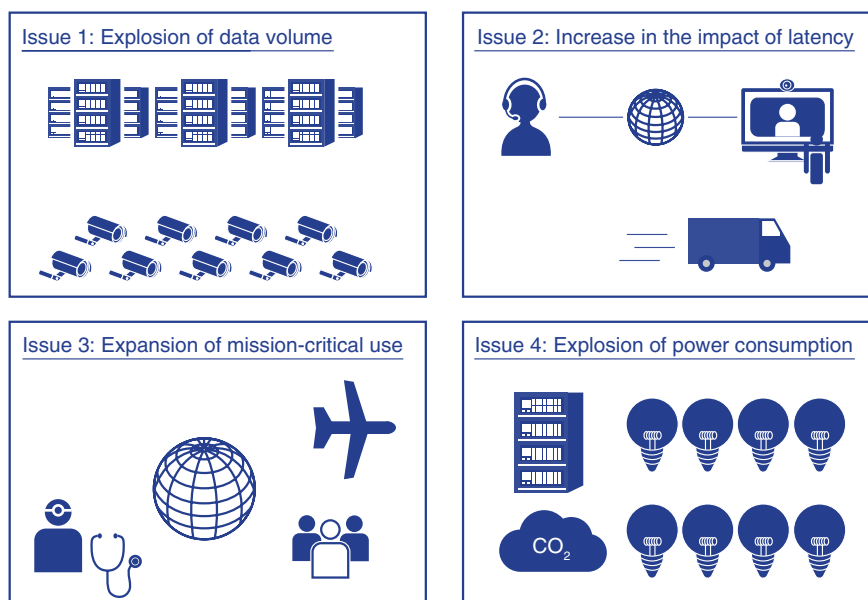 Issue 1: Explosion of data volume
Issue 2: Increase in the impact of latency
Issue 3: Expansion of mission-critical use
Issue 4: Explosion of power consumption
CO₂